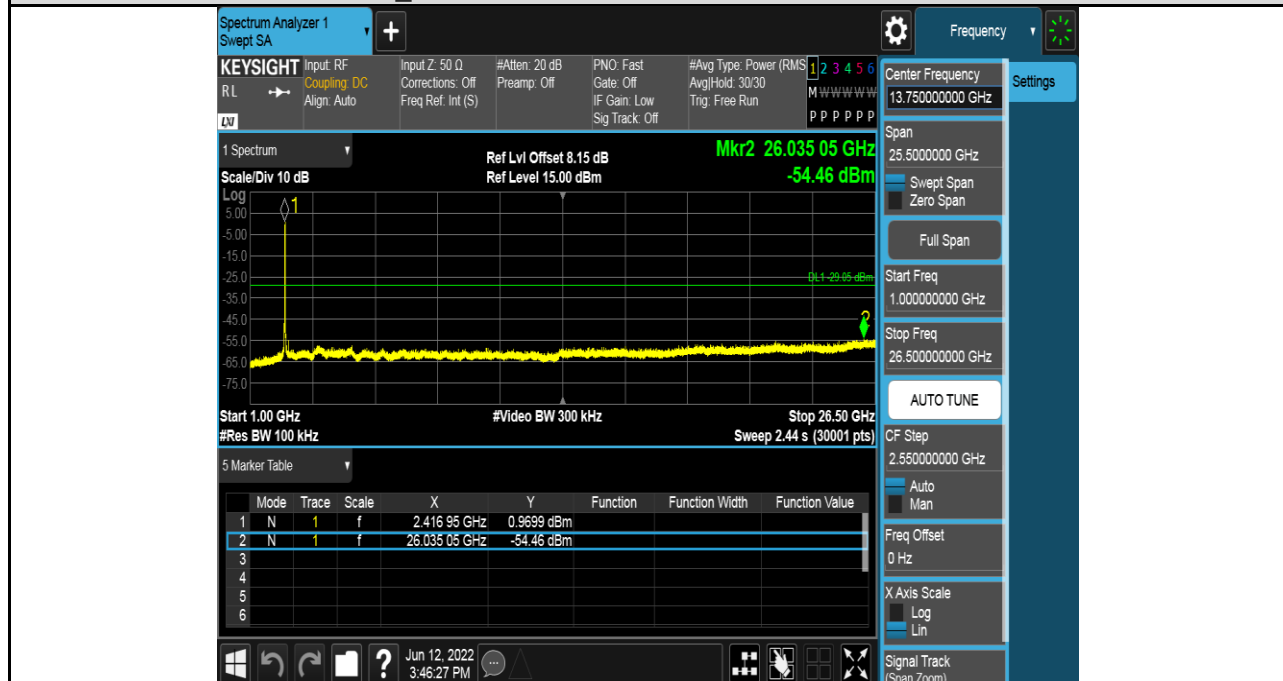 Spectrum Analyzer 1
Swept SA
+
Frequency
KEYSIGHT
RL
LXI
Input: RF
Coupling: DC
Align: Auto
Input Z: 50 Ω
Corrections: Off
Freq Ref: Int (S)
#Atten: 20 dB
Preamp: Off
PNO: Fast
Gate: Off
IF Gain: Low
Sig Track: Off
#Avg Type: Power (RMS
Avg|Hold: 30/30
Trig: Free Run
1 2 3 4 5 6
M W W W W W
P P P P P P
1 Spectrum
Scale/Div 10 dB
Ref Lvl Offset 8.15 dB
Ref Level 15.00 dBm
Mkr2 26.035 05 GHz
-54.46 dBm
Log
5.00
-5.00
-15.0
-25.0
-35.0
-45.0
-55.0
-65.0
-75.0
1
DL1 -29.05 dBm
2
Start 1.00 GHz
#Video BW 300 kHz
Stop 26.50 GHz
#Res BW 100 kHz
Sweep 2.44 s (30001 pts)
5 Marker Table
Mode Trace Scale X Y Function Function Width Function Value
1 N 1 f 2.416 95 GHz 0.9699 dBm
2 N 1 f 26.035 05 GHz -54.46 dBm
3
4
5
6
?
Jun 12, 2022
3:46:27 PM
Center Frequency
13.750000000 GHz
Settings
Span
25.5000000 GHz
Swept Span
Zero Span
Full Span
Start Freq
1.000000000 GHz
Stop Freq
26.500000000 GHz
AUTO TUNE
CF Step
2.550000000 GHz
Auto
Man
Freq Offset
0 Hz
X Axis Scale
Log
Lin
Signal Track
(Span Zoom)